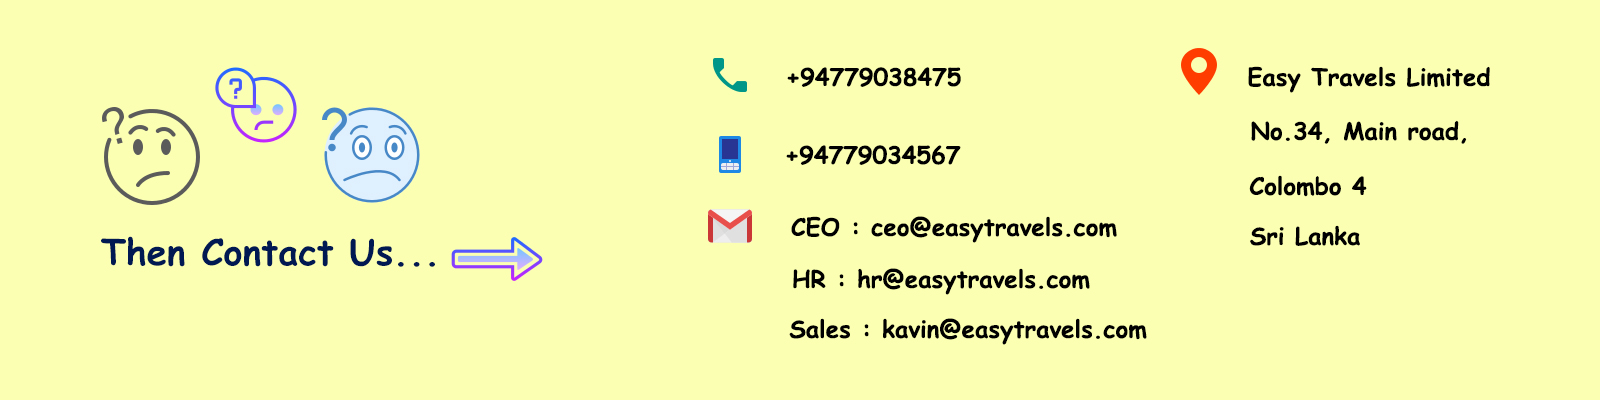 ?
?
?
Then Contact Us...
+94779038475
+94779034567
CEO : ceo@easytravels.com
HR : hr@easytravels.com
Sales : kavin@easytravels.com
Easy Travels Limited
No.34, Main road,
Colombo 4
Sri Lanka